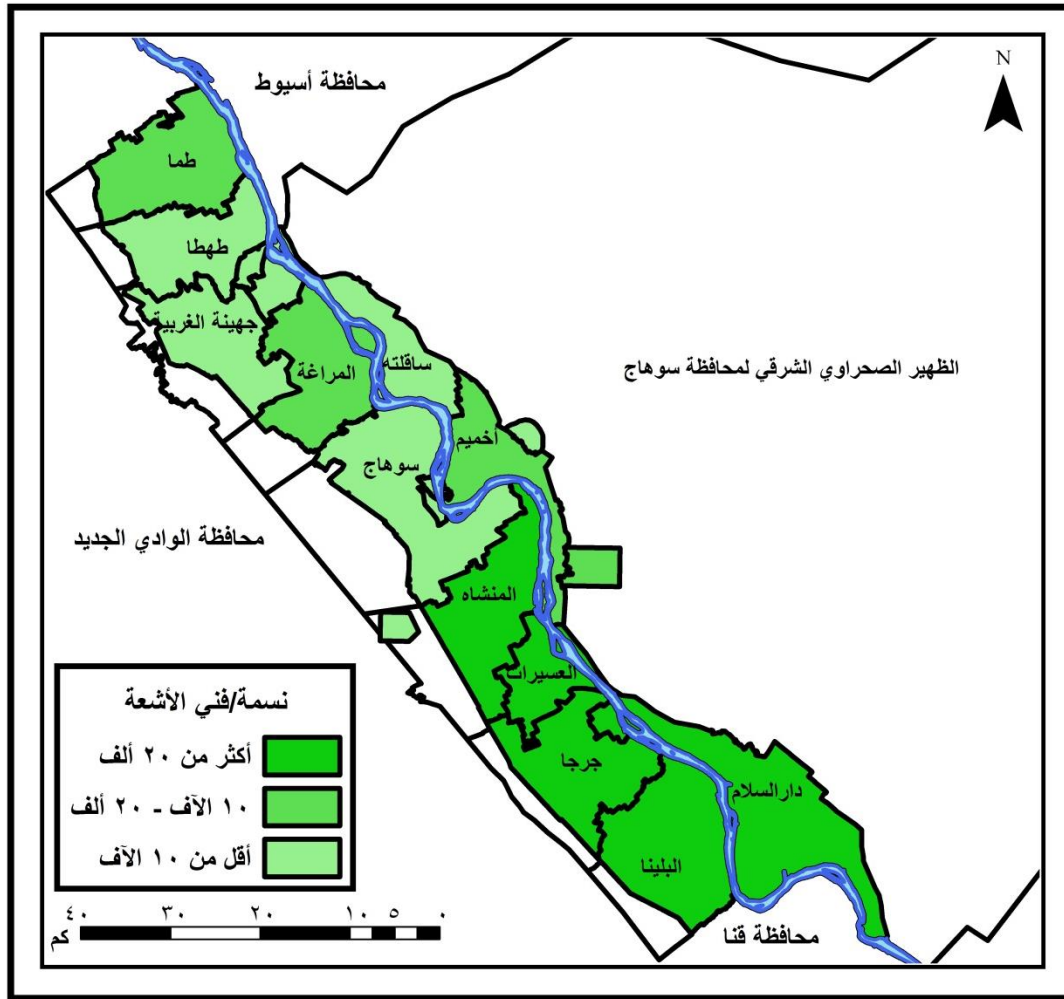 محافظة أسيوط
N
طما
طهطا
جهينة الغربية
المراغة
ساقلته
الظهير الصحراوي الشرقي لمحافظة سوهاج
أخميم
سوهاج
محافظة الوادي الجديد
المنشاه
العسيرات
جرجا
دارالسلام
البلينا
محافظة قنا
نسمة/فني الأشعة
أكثر من ٢٠ ألف
١٠ الآف - ٢٠ ألف
أقل من ١٠ الآف
٤٠ ٣٠ ٢٠ ١٠ ٥ ٠
كم